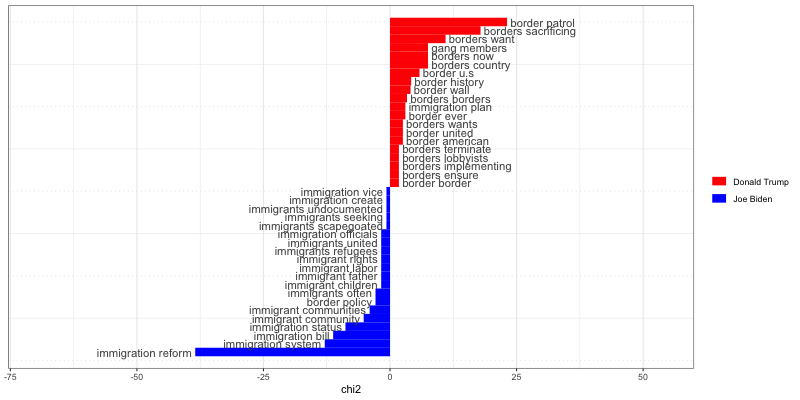 border patrol
borders sacrificing
borders want
gang members
borders now
borders country
border u.s
border history
border wall
borders borders
immigration plan
border ever
borders wants
border united
border american
borders terminate
borders lobbyists
borders implementing
borders ensure
border border
immigration vice
immigration create
immigrants undocumented
immigrants seeking
immigrants scapegoated
immigration officials
immigrants united
immigrants refugees
immigrant rights
immigrant labor
immigrant father
immigrant children
immigrants often
border policy
immigrant communities
immigrant community
immigration status
immigration bill
immigration system
immigration reform
-75 -50 -25 0 25 50
chi2
Donald Trump
Joe Biden